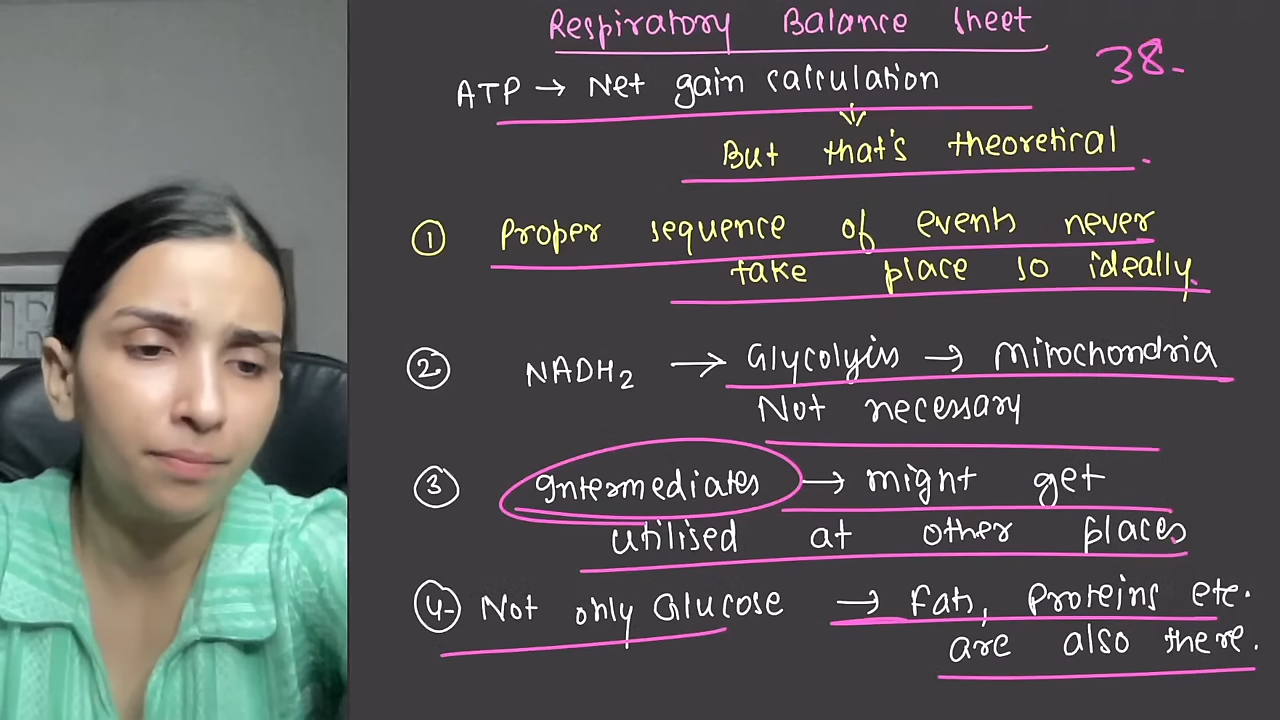 Respiratory Balance Sheet
38-
ATP → Net gain calculation
But that's theoretical.
① Proper sequence of events never
take place so ideally.
② NADH2 → Glycolysis → Mitochondria
Not necessary
③ Intermediates → might get
utilised at other places
④ Not only Glucose → Fats, Proteins etc.
are also there.